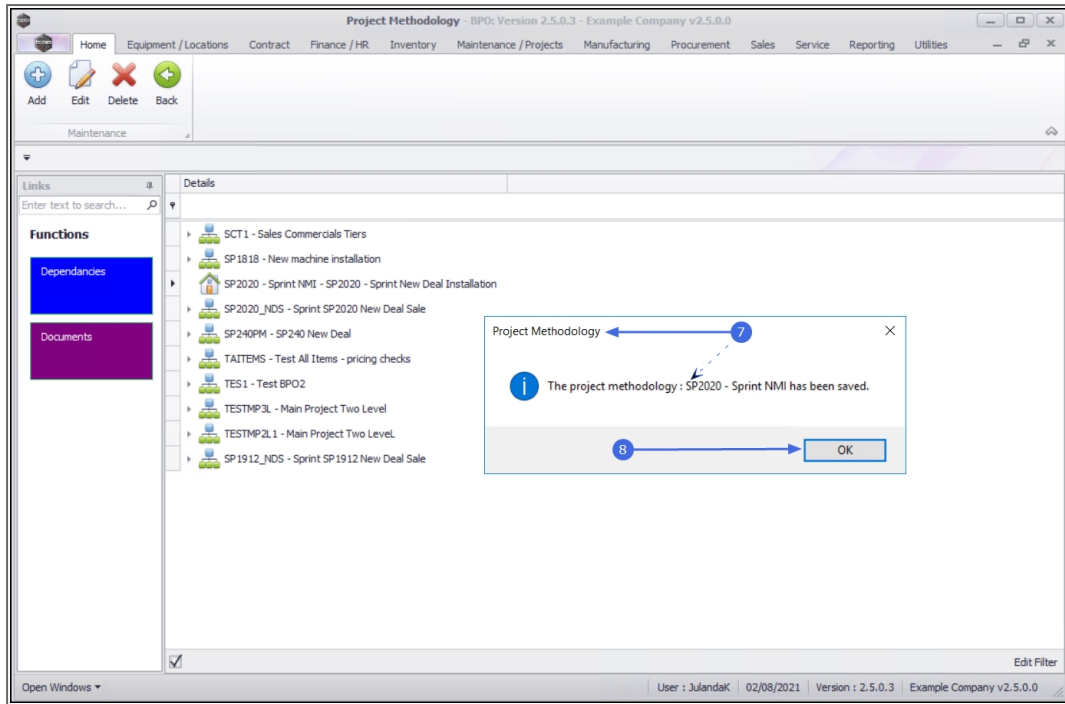 Project Methodology - BPO: Version 2.5.0.3 - Example Company v2.5.0.0
Home Equipment / Locations Contract Finance / HR Inventory Maintenance / Projects Manufacturing Procurement Sales Service Reporting Utilities
Add Edit Delete Back
Maintenance
Links
Enter text to search...
Functions
Dependancies
Documents
Details
SCT1 - Sales Commercials Tiers
SP1818 - New machine installation
SP2020 - Sprint NMI - SP2020 - Sprint New Deal Installation
SP2020_NDS - Sprint SP2020 New Deal Sale
SP240PM - SP240 New Deal
TAITEMS - Test All Items - pricing checks
TES1 - Test BPO2
TESTMP3L - Main Project Two Level
TESTMP2L1 - Main Project Two LeveL
SP1912_NDS - Sprint SP1912 New Deal Sale
Project Methodology 7
The project methodology : SP2020 - Sprint NMI has been saved.
8 OK
Edit Filter
Open Windows User : JulandaK 02/08/2021 Version : 2.5.0.3 Example Company v2.5.0.0